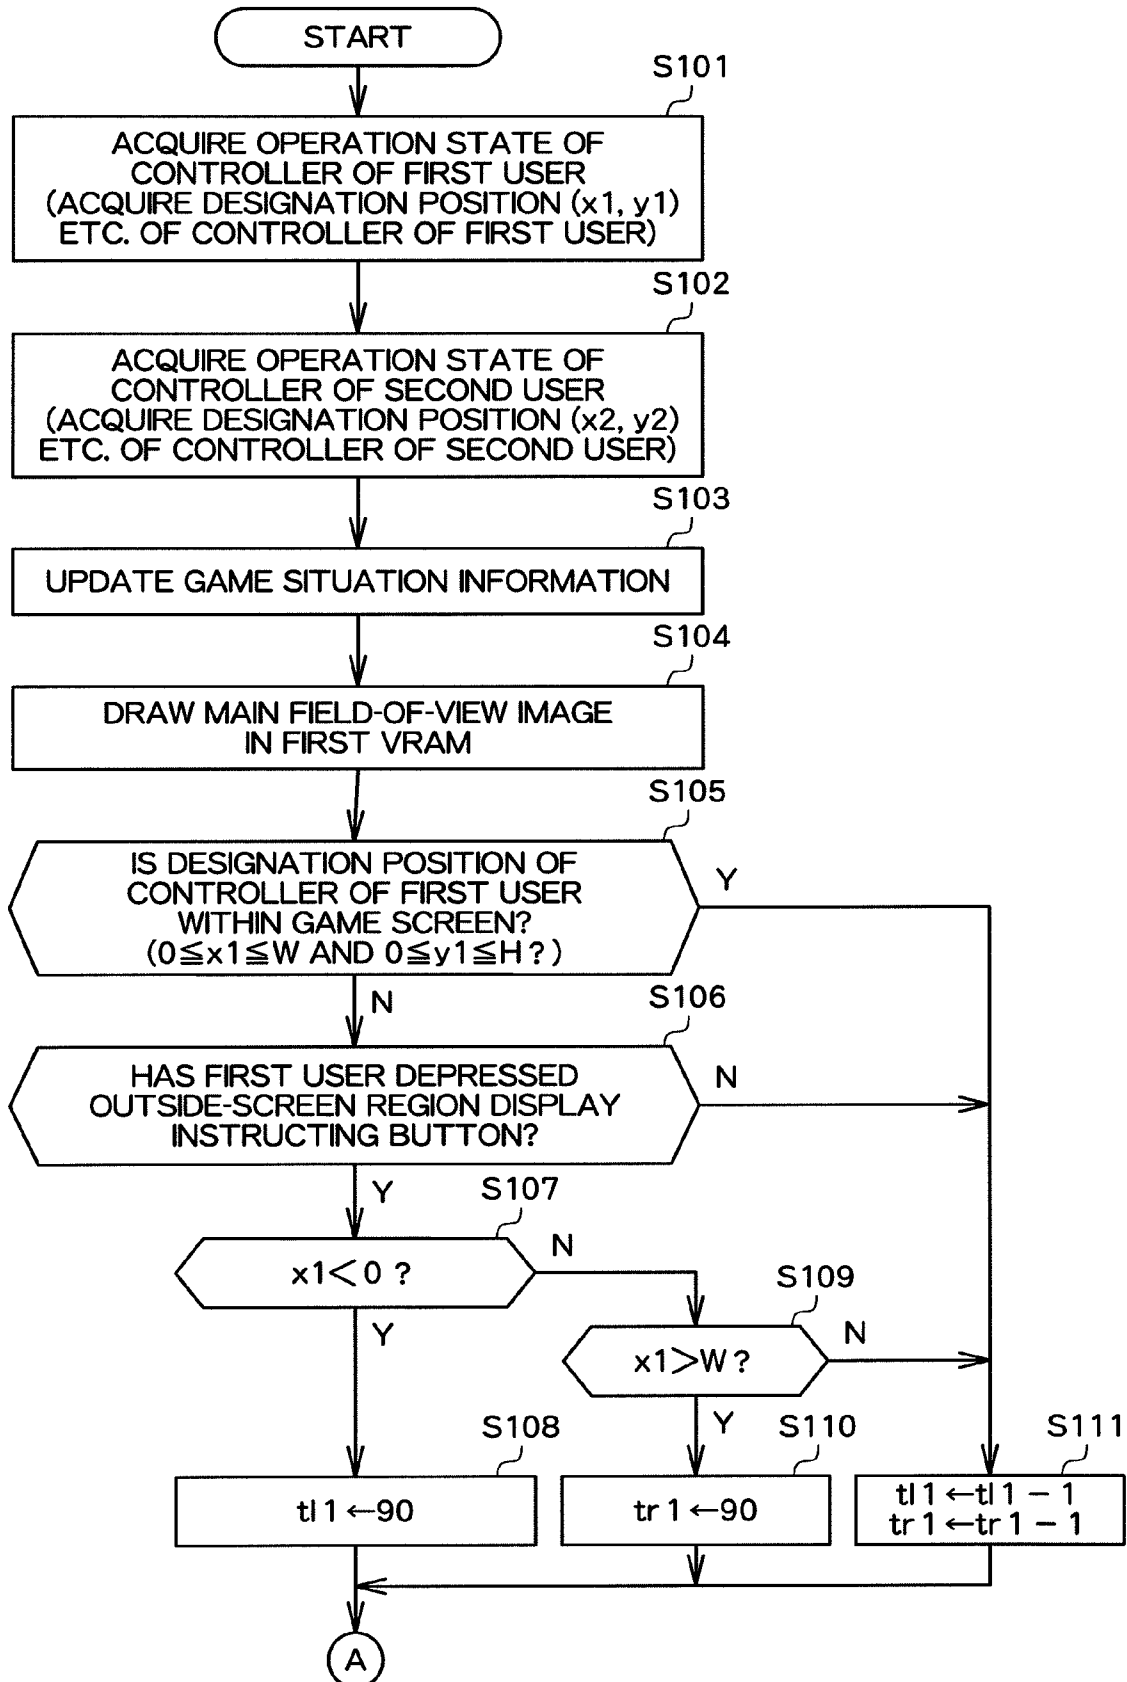 START
S101
ACQUIRE OPERATION STATE OF
CONTROLLER OF FIRST USER
(ACQUIRE DESIGNATION POSITION (x1, y1)
ETC. OF CONTROLLER OF FIRST USER)
S102
ACQUIRE OPERATION STATE OF
CONTROLLER OF SECOND USER
(ACQUIRE DESIGNATION POSITION (x2, y2)
ETC. OF CONTROLLER OF SECOND USER)
S103
UPDATE GAME SITUATION INFORMATION
S104
DRAW MAIN FIELD-OF-VIEW IMAGE
IN FIRST VRAM
S105
IS DESIGNATION POSITION OF
CONTROLLER OF FIRST USER
WITHIN GAME SCREEN?
(0≦x1≦W AND 0≦y1≦H?)
Y
N
S106
HAS FIRST USER DEPRESSED
OUTSIDE-SCREEN REGION DISPLAY
INSTRUCTING BUTTON?
N
Y
S107
x1<0 ?
N
Y
S109
x1>W?
N
Y
S108
tl1←90
S110
tr1←90
S111
tl1←tl1-1
tr1←tr1-1
A